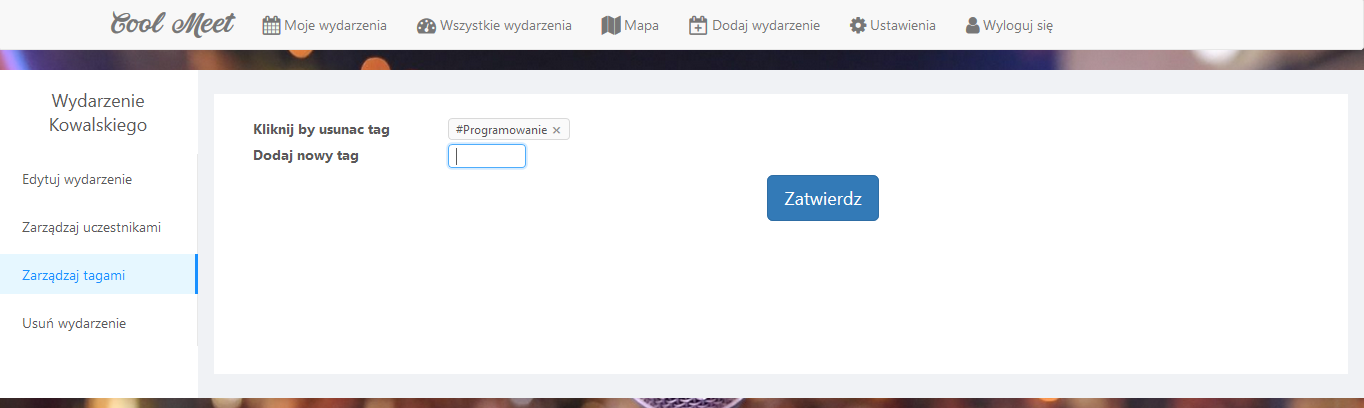 Cool Meet Moje wydarzenia Wszystkie wydarzenia Mapa Dodaj wydarzenie Ustawienia Wyloguj się
Wydarzenie
Kowalskiego
Edytuj wydarzenie
Zarządzaj uczestnikami
Zarządzaj tagami
Usuń wydarzenie
Kliknij by usunac tag #Programowanie ×
Dodaj nowy tag
Zatwierdz